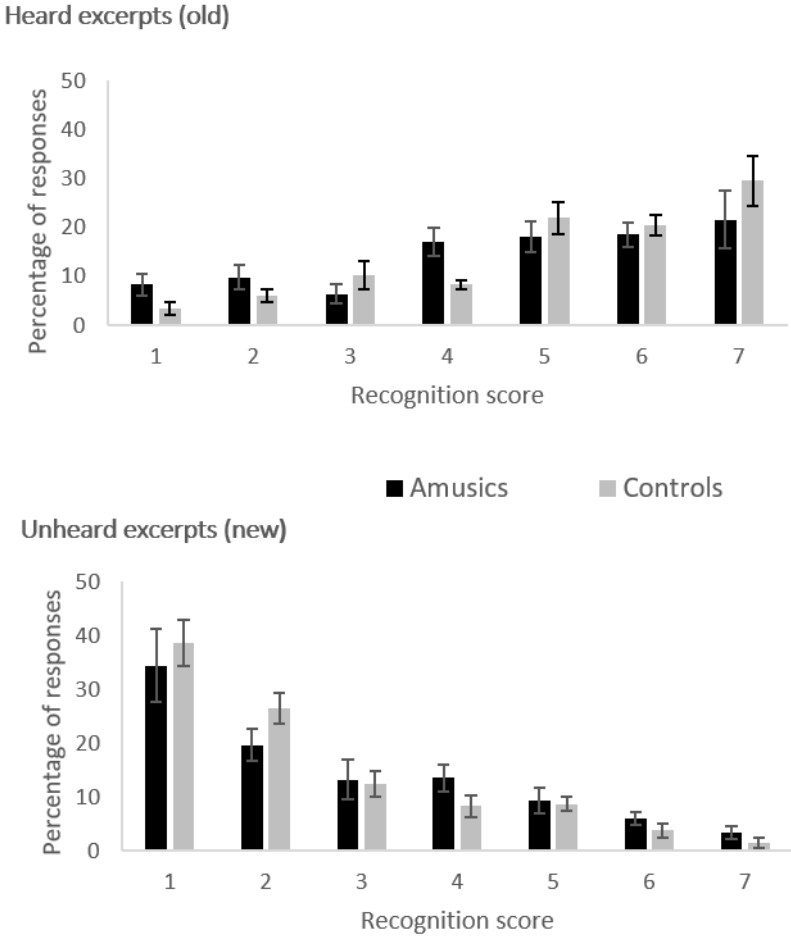 Heard excerpts (old)
Percentage of responses
50
40
30
20
10
0
1 2 3 4 5 6 7
Recognition score
Amusics Controls
Unheard excerpts (new)
Percentage of responses
50
40
30
20
10
0
1 2 3 4 5 6 7
Recognition score